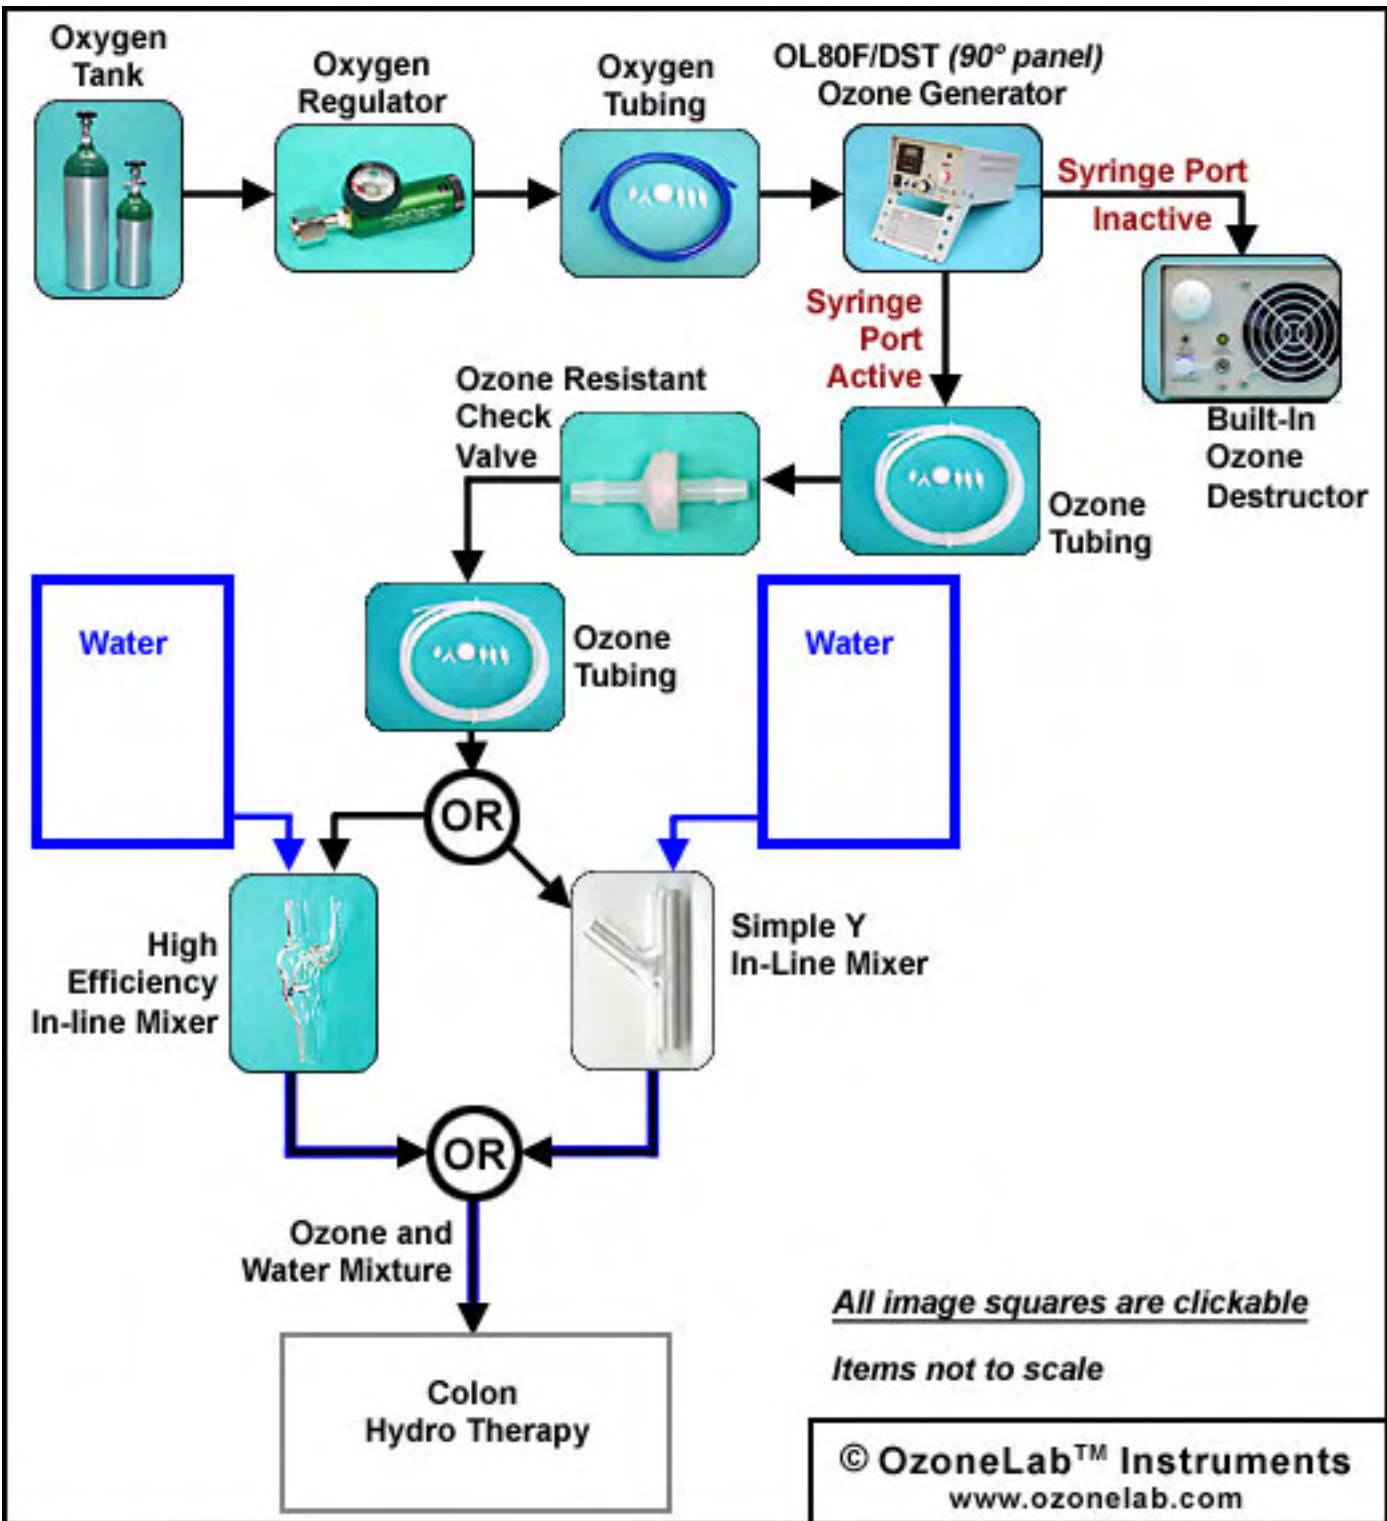 Oxygen
Tank
Oxygen
Regulator
Oxygen
Tubing
OL80F/DST (90° panel)
Ozone Generator
Syringe Port
Inactive
Syringe
Port
Active
Built-In
Ozone
Destructor
Ozone Resistant
Check
Valve
Ozone
Tubing
Water
Ozone
Tubing
Water
OR
High
Efficiency
In-line Mixer
Simple Y
In-Line Mixer
OR
Ozone and
Water Mixture
Colon
Hydro Therapy
All image squares are clickable
Items not to scale
© OzoneLab™ Instruments
www.ozonelab.com